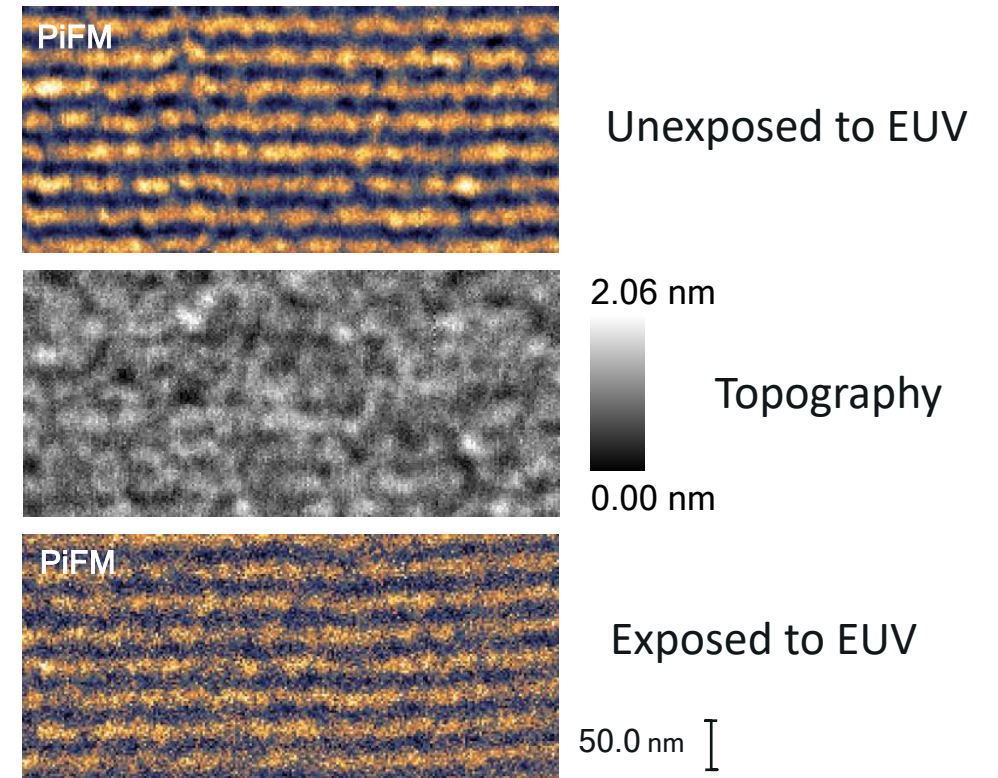 PiFM
Unexposed to EUV
2.06 nm
Topography
0.00 nm
PiFM
Exposed to EUV
50.0 nm